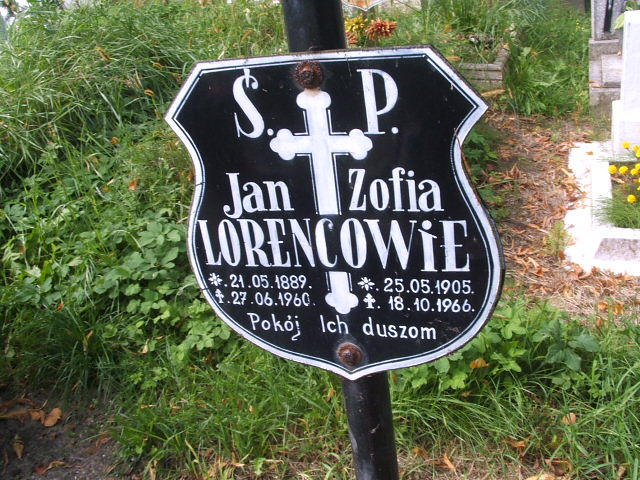 Ś. P.
Jan Zofia
LORENCOWiE
*. 21.05.1889. *. 25.05.1905.
✝. 27.06.1960. ✝. 18.10.1966.
Pokój Ich duszom